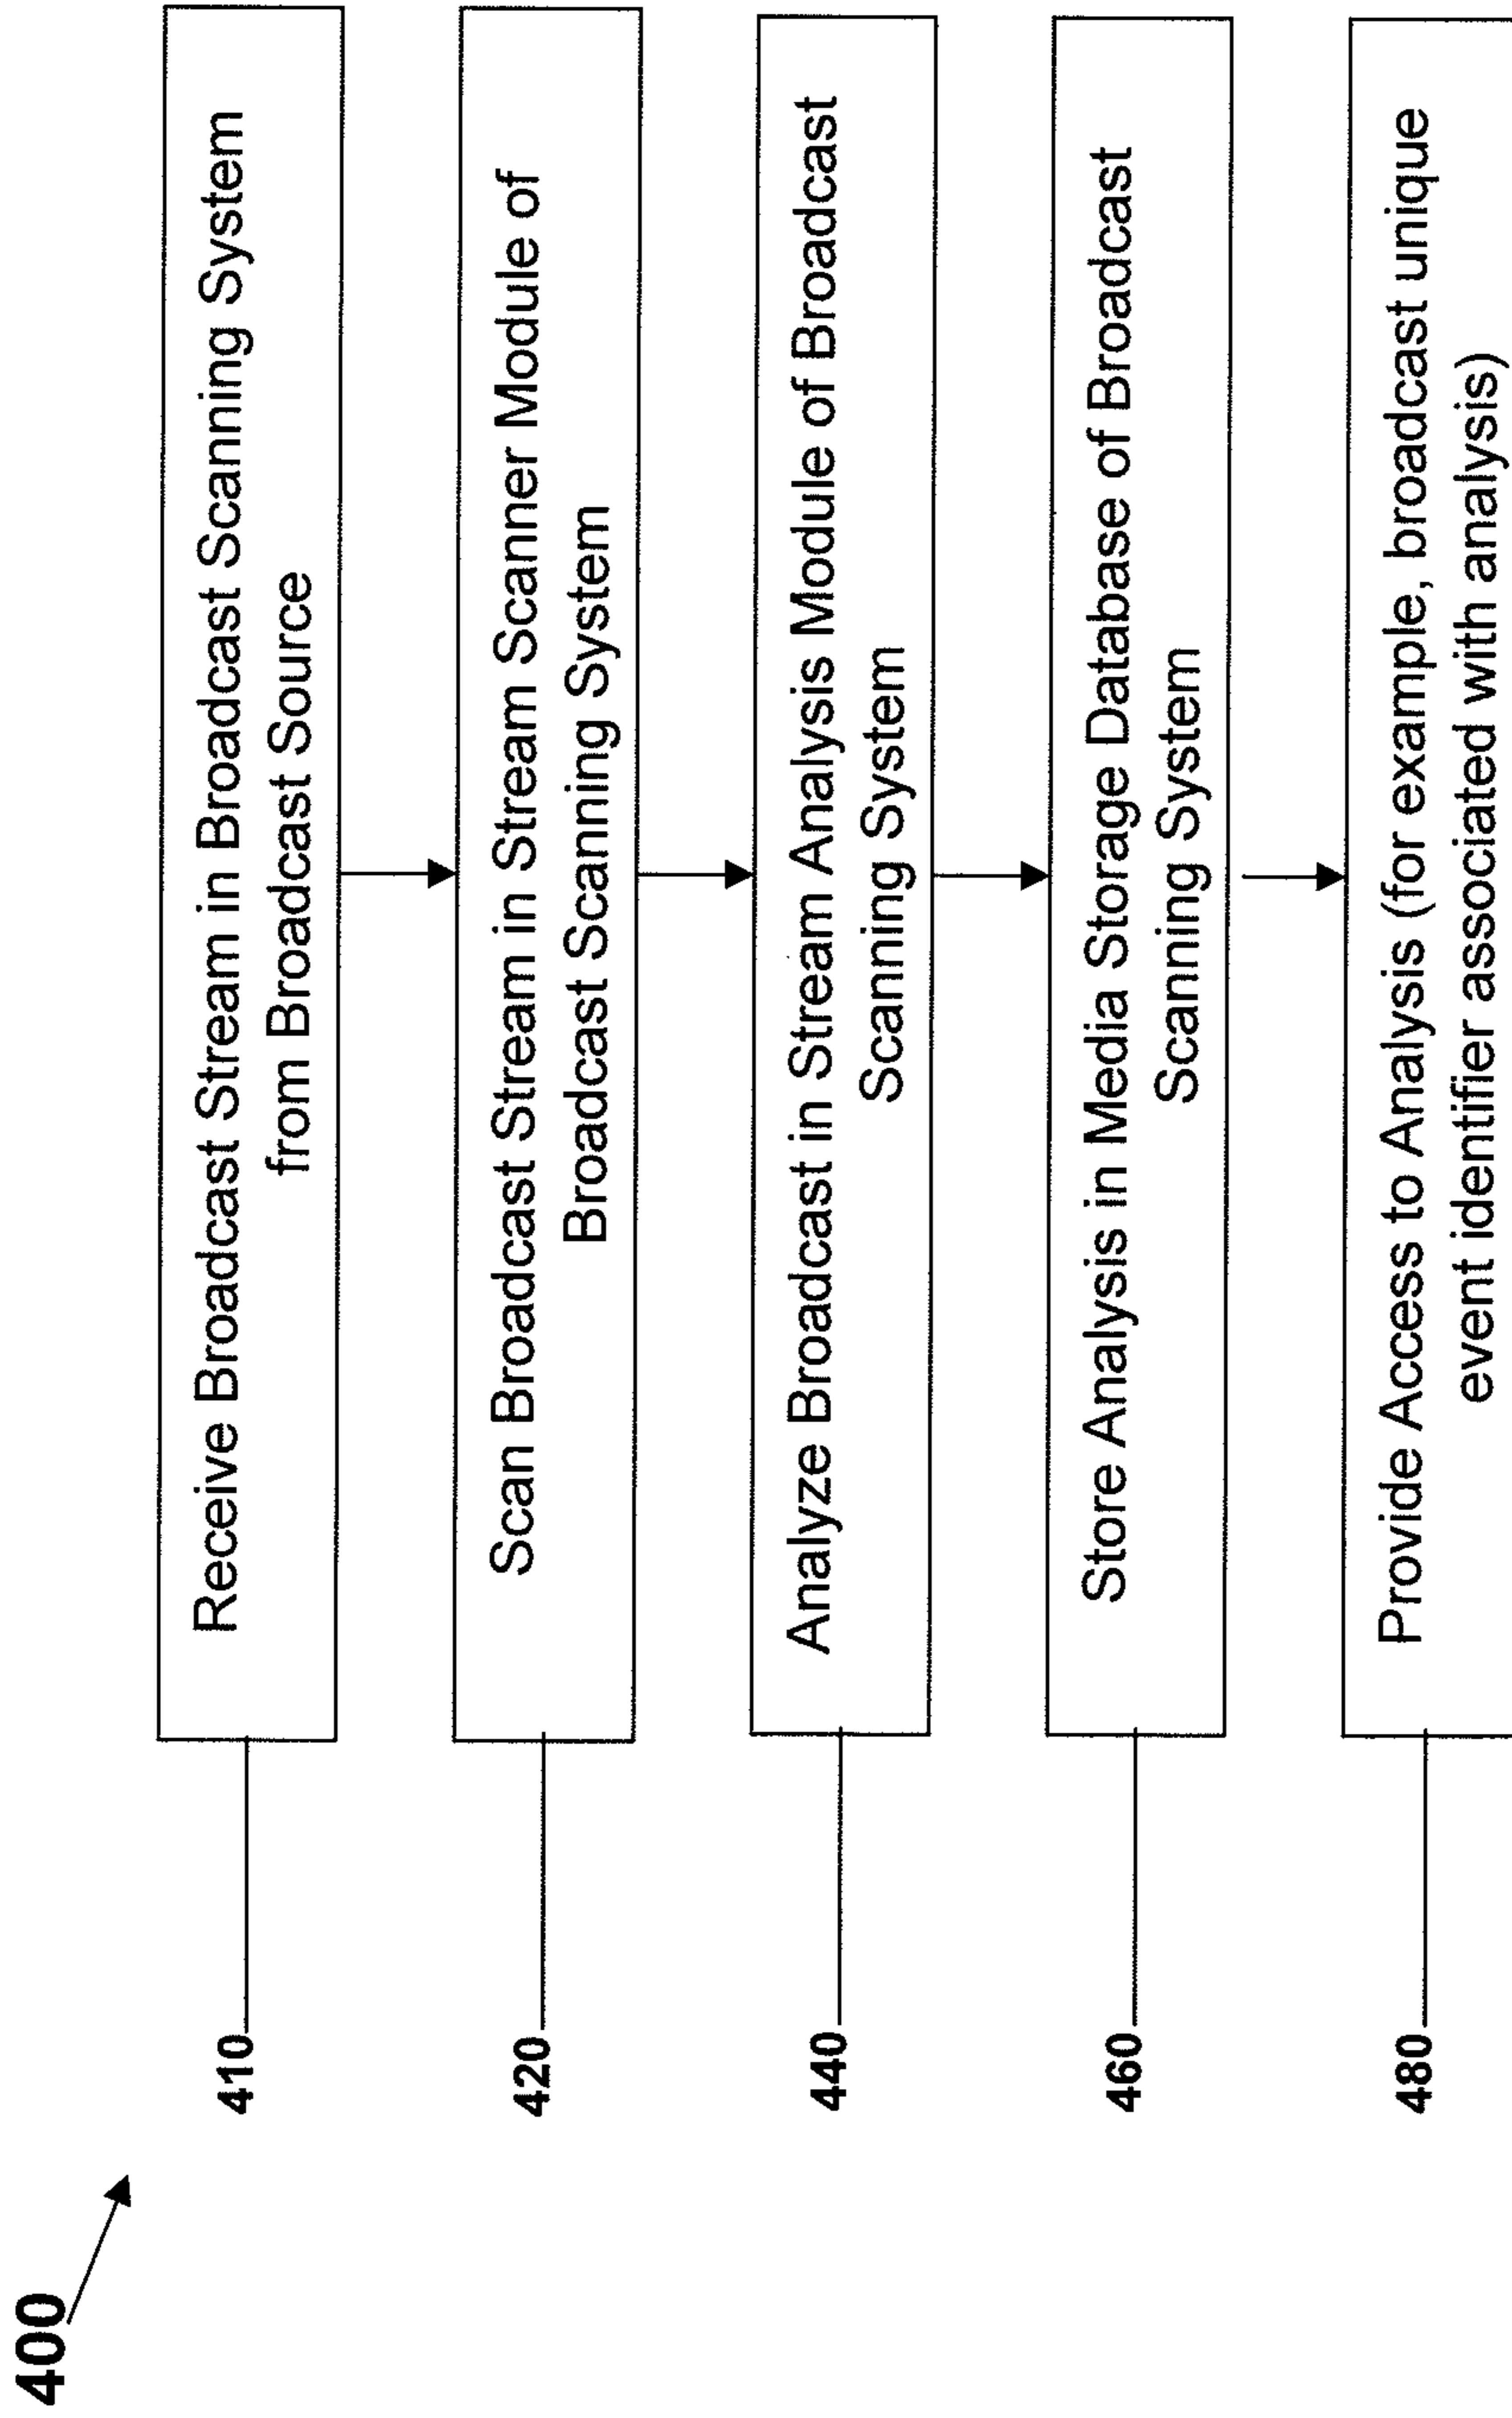 400
410
Receive Broadcast Stream in Broadcast Scanning System
from Broadcast Source
420
Scan Broadcast Stream in Stream Scanner Module of
Broadcast Scanning System
440
Analyze Broadcast in Stream Analysis Module of Broadcast
Scanning System
460
Store Analysis in Media Storage Database of Broadcast
Scanning System
480
Provide Access to Analysis (for example, broadcast unique
event identifier associated with analysis)